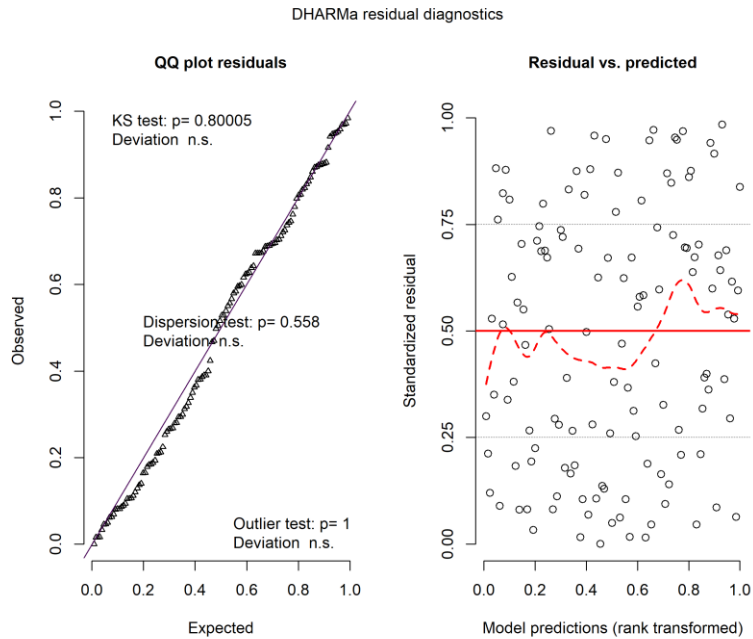 DHARMa residual diagnostics
QQ plot residuals
KS test: p= 0.80005
Deviation n.s.
Dispersion test: p= 0.558
Deviation n.s.
Outlier test: p= 1
Deviation n.s.
Observed
0.0 0.2 0.4 0.6 0.8 1.0
0.0 0.2 0.4 0.6 0.8 1.0
Expected
Residual vs. predicted
Standardized residual
0.00 0.25 0.50 0.75 1.00
0.0 0.2 0.4 0.6 0.8 1.0
Model predictions (rank transformed)